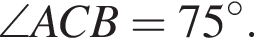 ∠ACB = 75°.